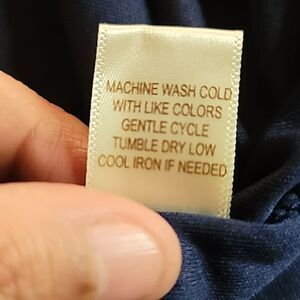 MACHINE WASH COLD
WITH LIKE COLORS
GENTLE CYCLE
TUMBLE DRY LOW
COOL IRON IF NEEDED